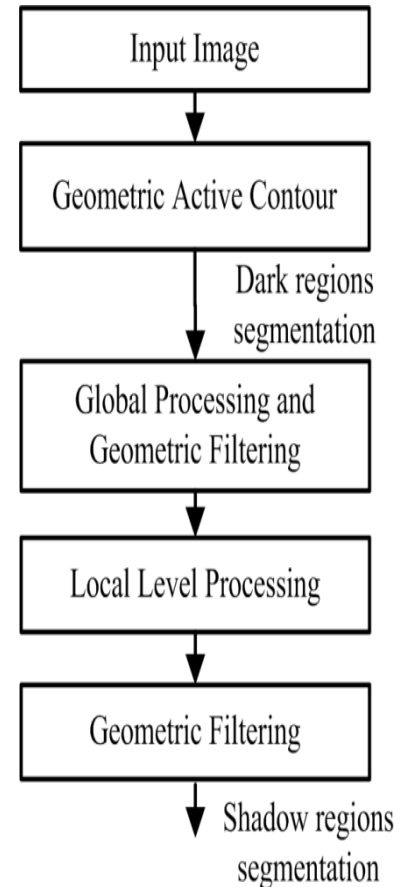 Input Image
Geometric Active Contour
Dark regions
segmentation
Global Processing and
Geometric Filtering
Local Level Processing
Geometric Filtering
Shadow regions
segmentation